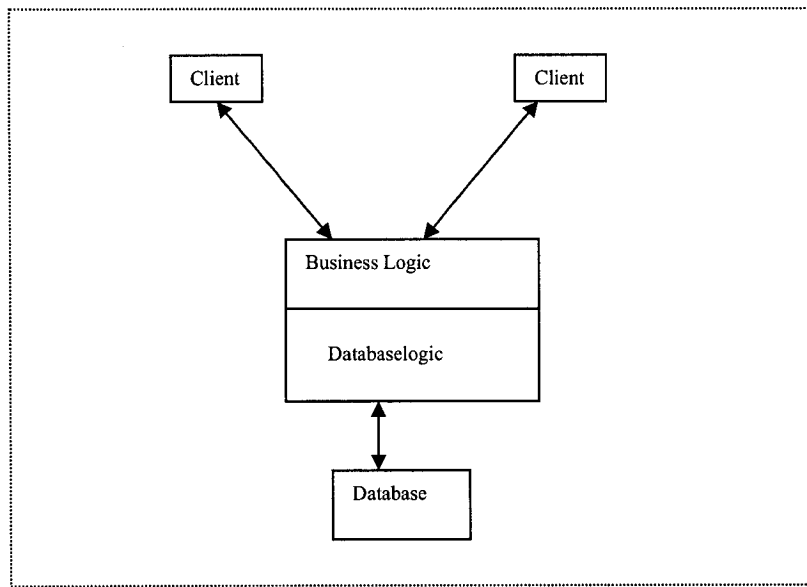 Client
Client
Business Logic
Databaselogic
Database